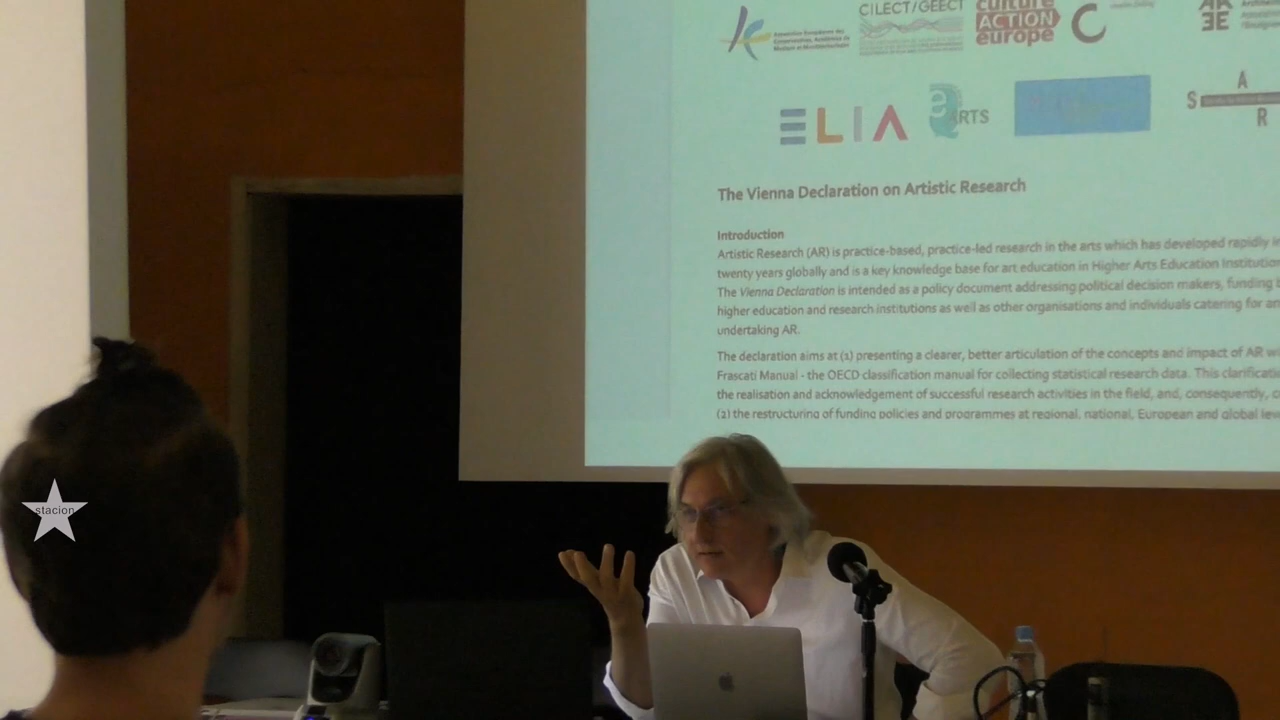 CILECT/GEECT
culture
ACTION
europe
ELIA
ARTS
A
S
R
The Vienna Declaration on Artistic Research
Introduction
Artistic Research (AR) is practice-based, practice-led research in the arts which has developed rapidly
twenty years globally and is a key knowledge base for art education in Higher Arts Education
The Vienna Declaration is intended as a policy document addressing political decision makers, funding
higher education and research institutions as well as other organisations and individuals catering for
undertaking AR.
The declaration aims at (1) presenting a clearer, better articulation of the concepts and impact of AR
Frascati Manual - the OECD classification manual for collecting statistical research data. This
the realisation and acknowledgement of successful research activities in the field, and, consequently,
(2) the restructuring of funding policies and programmes at regional, national, European and global
stacion